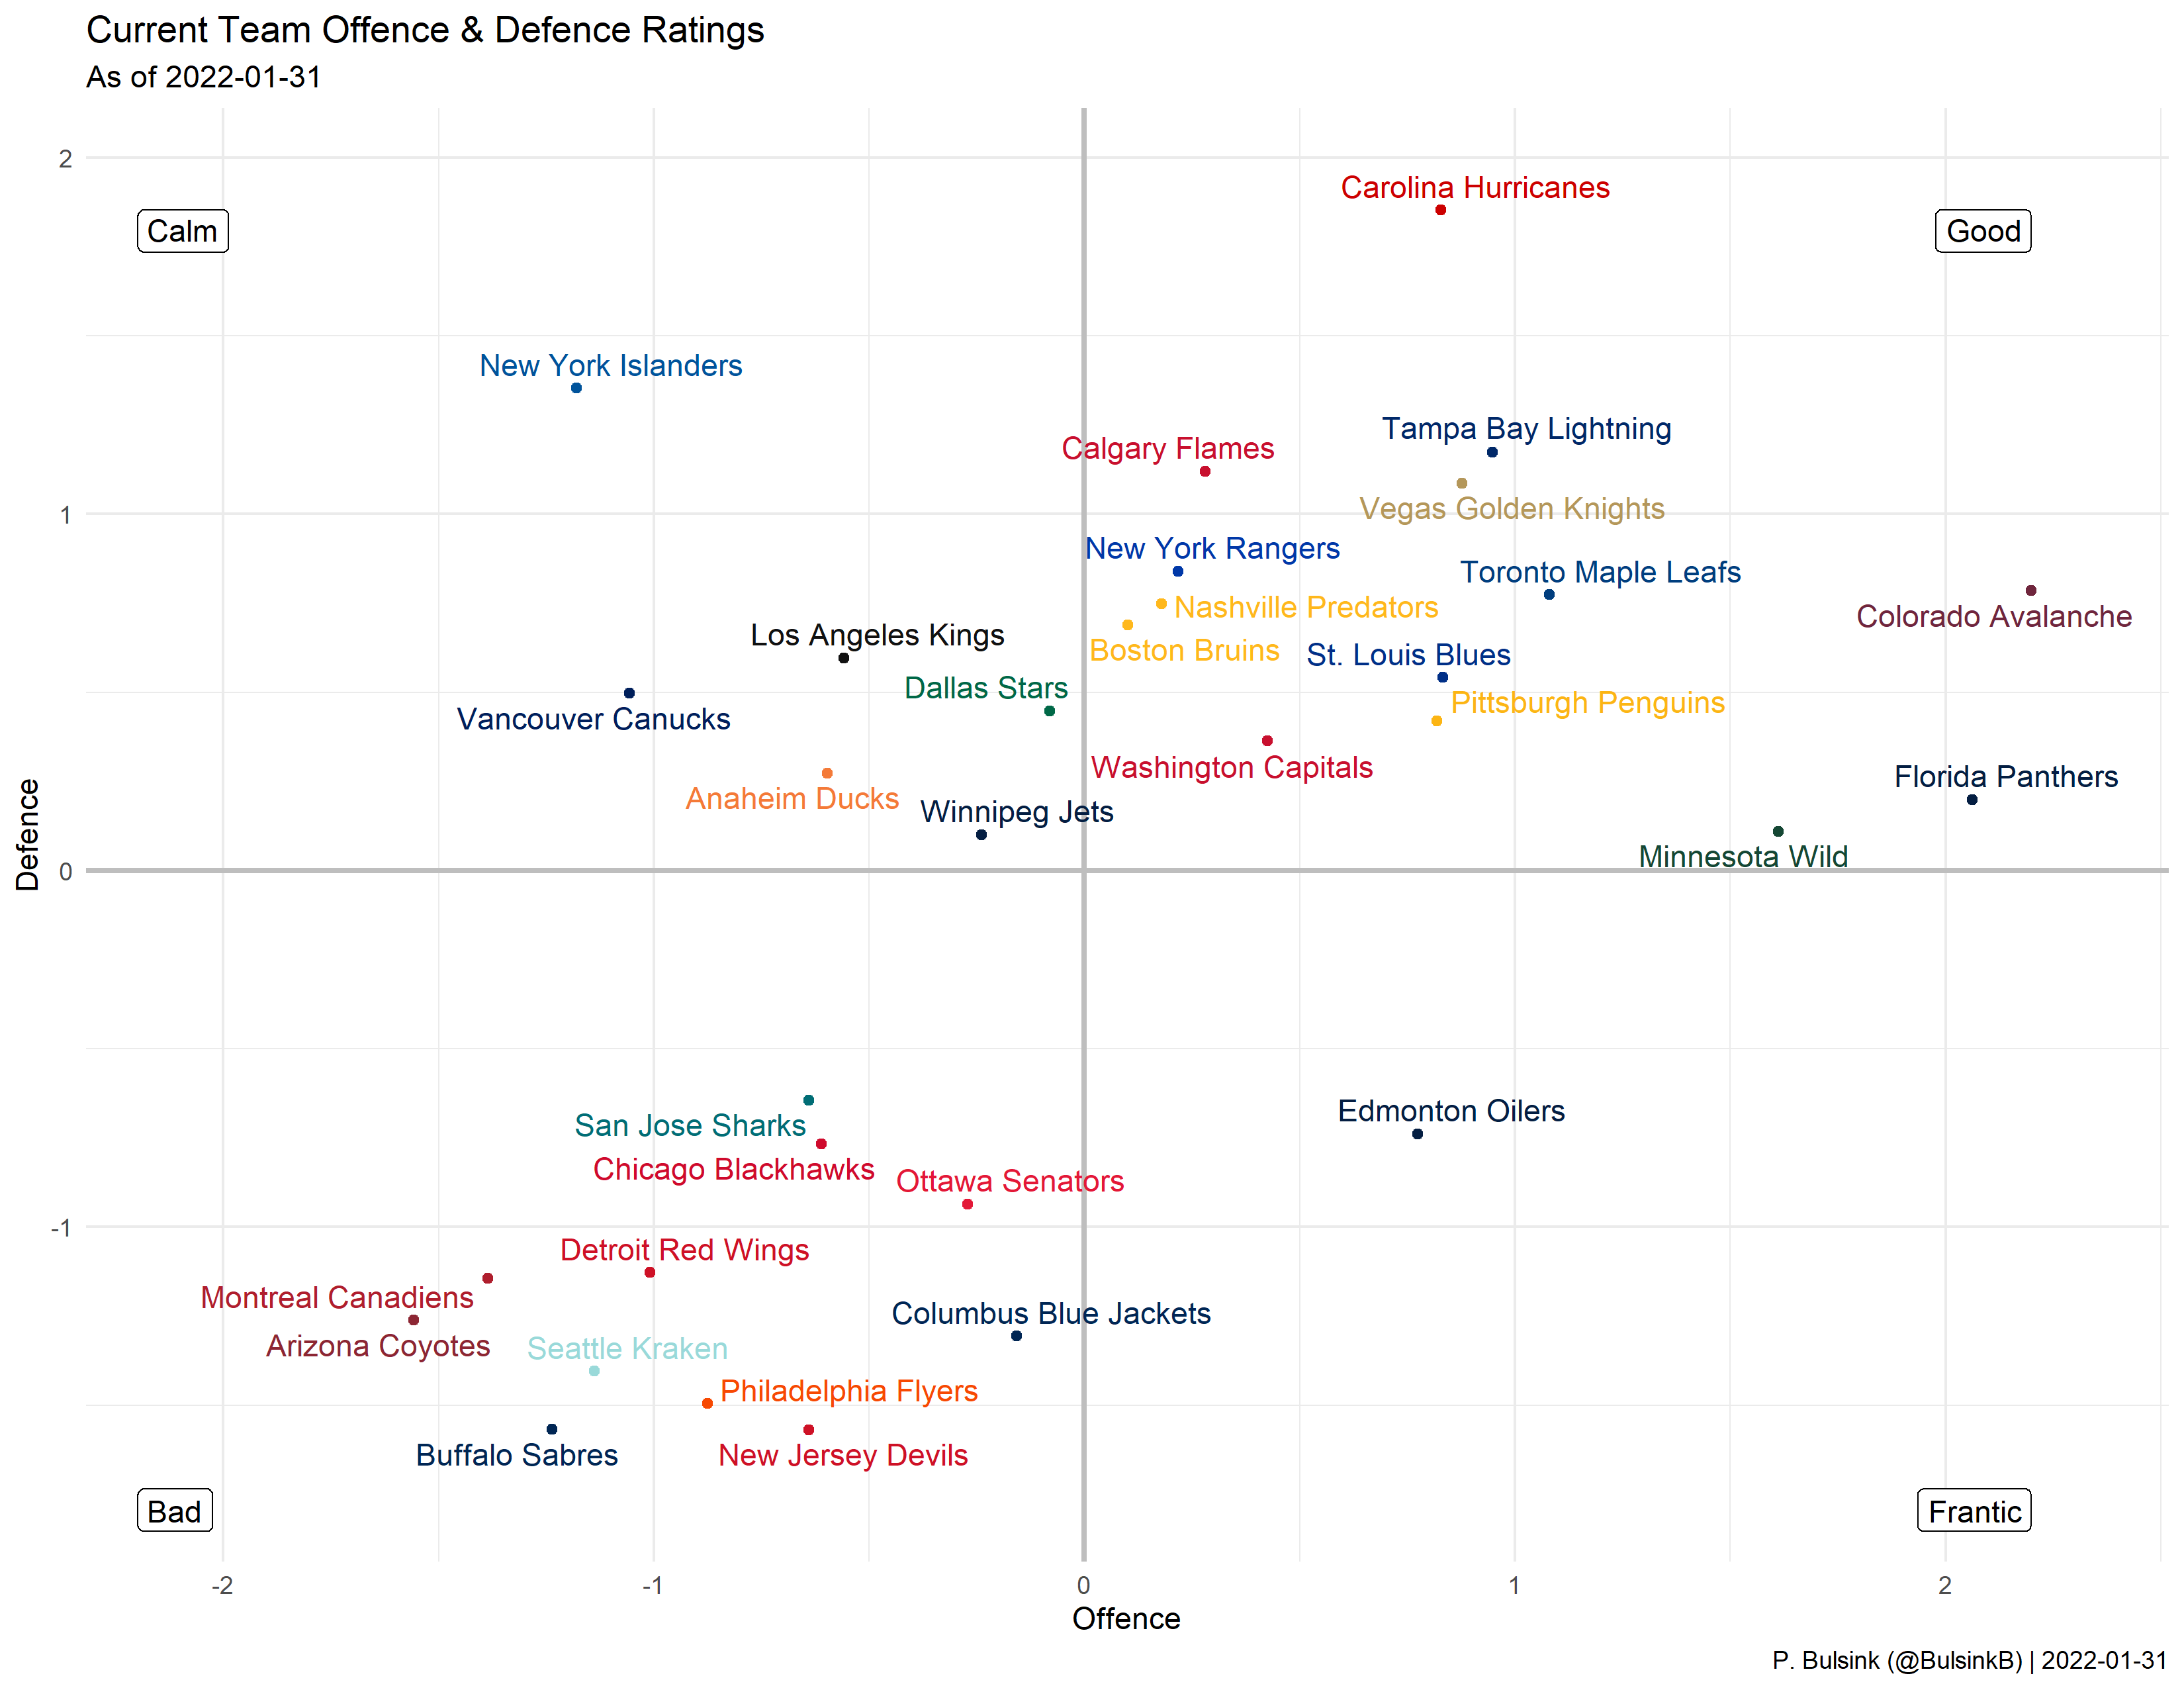 Current Team Offence & Defence Ratings
As of 2022-01-31
2
Carolina Hurricanes
Calm
Good
New York Islanders
Tampa Bay Lightning
Calgary Flames
Vegas Golden Knights
1
New York Rangers
Toronto Maple Leafs
Nashville Predators
Colorado Avalanche
Los Angeles Kings
Boston Bruins
St. Louis Blues
Dallas Stars
Pittsburgh Penguins
Vancouver Canucks
Washington Capitals
Florida Panthers
Anaheim Ducks
Winnipeg Jets
Defence
Minnesota Wild
0
Edmonton Oilers
San Jose Sharks
Chicago Blackhawks
Ottawa Senators
-1
Detroit Red Wings
Montreal Canadiens
Columbus Blue Jackets
Arizona Coyotes
Seattle Kraken
Philadelphia Flyers
Buffalo Sabres
New Jersey Devils
Bad
Frantic
-2
-1
0
1
2
Offence
P. Bulsink (@BulsinkB) | 2022-01-31